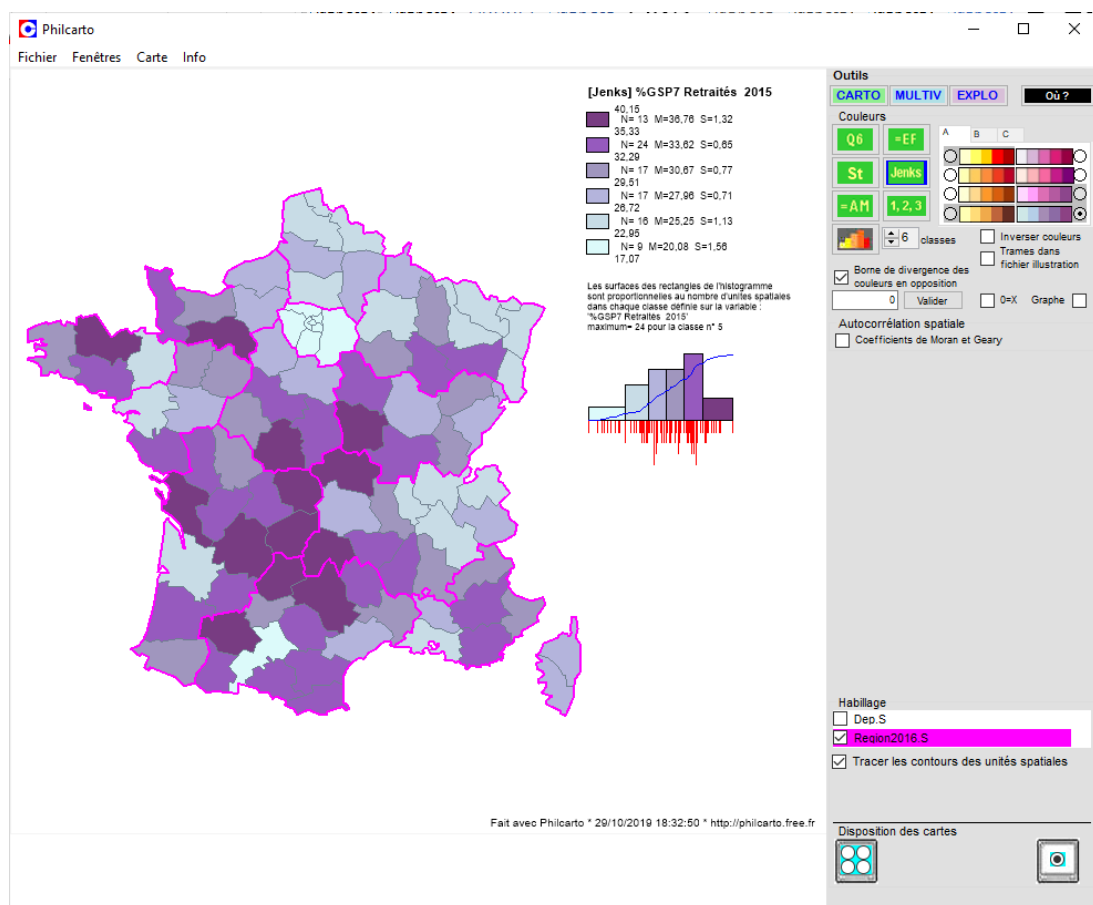 Philcarto
Fichier Fenêtres Carte Info
[Jenks] %GSP7 Retraités 2015
40,15
N= 13 M=36,76 S=1,32
35,33
N= 24 M=33,62 S=0,65
32,29
N= 17 M=30,67 S=0,77
29,51
N= 17 M=27,96 S=0,71
26,72
N= 16 M=25,25 S=1,13
22,95
N= 9 M=20,08 S=1,56
17,07
Les surfaces des rectangles de l'histogramme
sont proportionnelles au nombre d'unites spatiales
dans chaque classe définie sur la variable :
'%GSP7 Retraités 2015'
maximum= 24 pour la classe n° 5
Fait avec Philcarto * 29/10/2019 18:32:50 * http://philcarto.free.fr
Outils
CARTO MULTIV EXPLO Où ?
Couleurs
Q6 =EF
A B C
St Jenks
=AM 1,2,3
6 classes
Inverser couleurs
Trames dans
fichier illustration
Borne de divergence des
couleurs en opposition
0 Valider 0=X Graphe
Autocorrélation spatiale
Coefficients de Moran et Geary
Habillage
Dep.S
Region2016.S
Tracer les contours des unités spatiales
Disposition des cartes